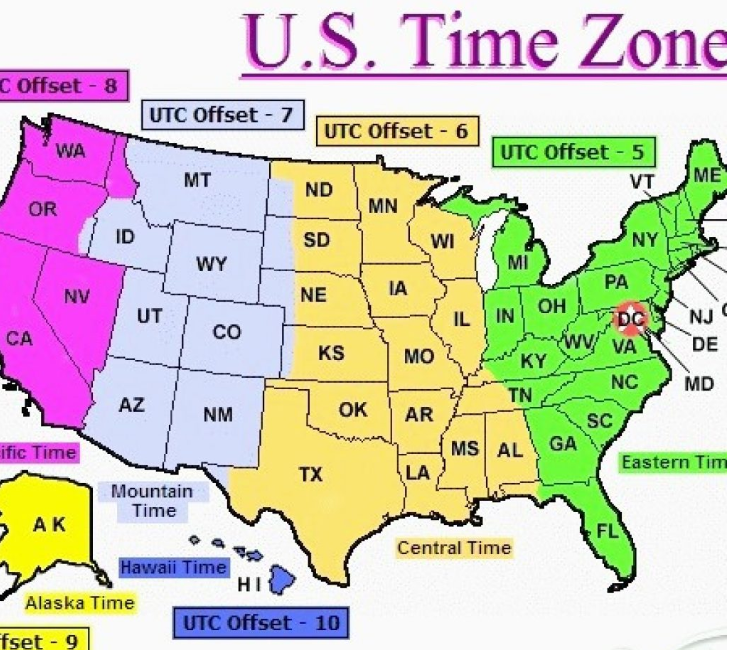 U.S. Time Zone
C Offset - 8
UTC Offset - 7
UTC Offset - 6
UTC Offset - 5
WA
MT
ND
MN
VT
ME
OR
ID
SD
WI
NY
WY
MI
NV
NE
IA
PA
UT
CO
IL
IN
OH
NJ
DC
CA
KS
MO
WV
VA
DE
KY
MD
AZ
NM
OK
AR
TN
NC
SC
MS
AL
GA
TX
LA
ific Time
Eastern Tim
Mountain
Time
AK
FL
Central Time
Hawaii Time
HI
Alaska Time
UTC Offset - 10
fset - 9